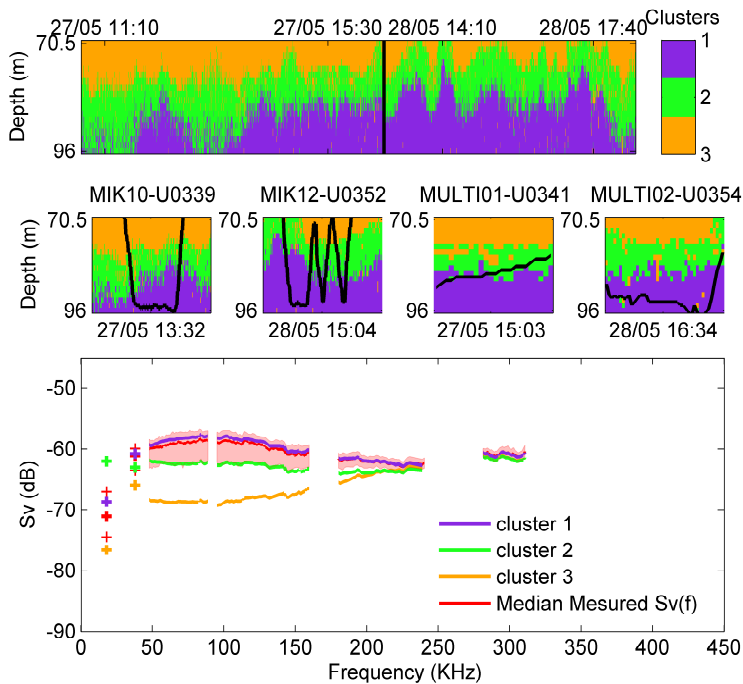 27/05 11:10 27/05 15:30 28/05 14:10 28/05 17:40 Clusters
70.5
Depth (m)
96
1
2
3
MIK10-U0339 MIK12-U0352 MULTI01-U0341 MULTI02-U0354
70.5 70.5 70.5 70.5
Depth (m)
96 96 96 96
27/05 13:32 28/05 15:04 27/05 15:03 28/05 16:34
-50
-60
-70
-80
-90
Sv (dB)
cluster 1
cluster 2
cluster 3
Median Mesured Sv(f)
0 50 100 150 200 250 300 350 400 450
Frequency (KHz)